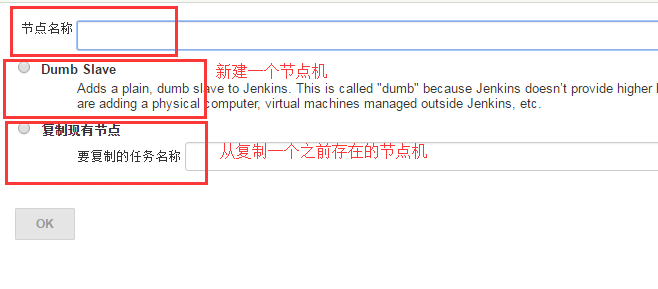 节点名称
Dumb Slave
新建一个节点机
Adds a plain, dumb slave to Jenkins. This is called "dumb" because Jenkins doesn't provide higher l
are adding a physical computer, virtual machines managed outside Jenkins, etc.
复制现有节点
要复制的任务名称
从复制一个之前存在的节点机
OK